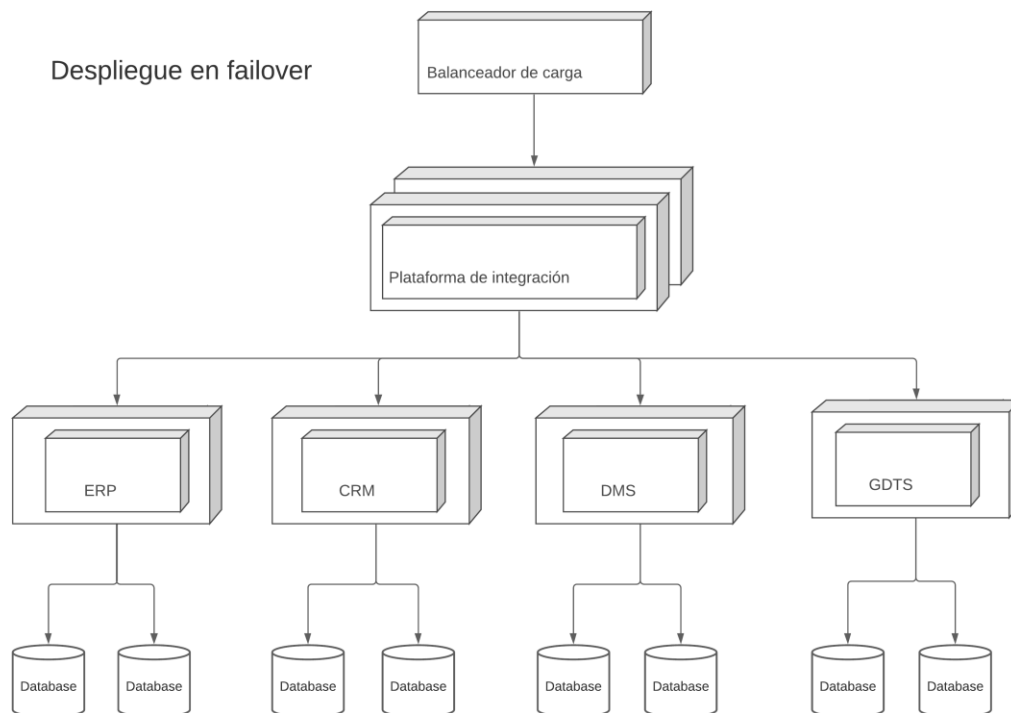 Despliegue en failover
Balanceador de carga
Plataforma de integración
ERP
CRM
DMS
GDTS
Database
Database
Database
Database
Database
Database
Database
Database